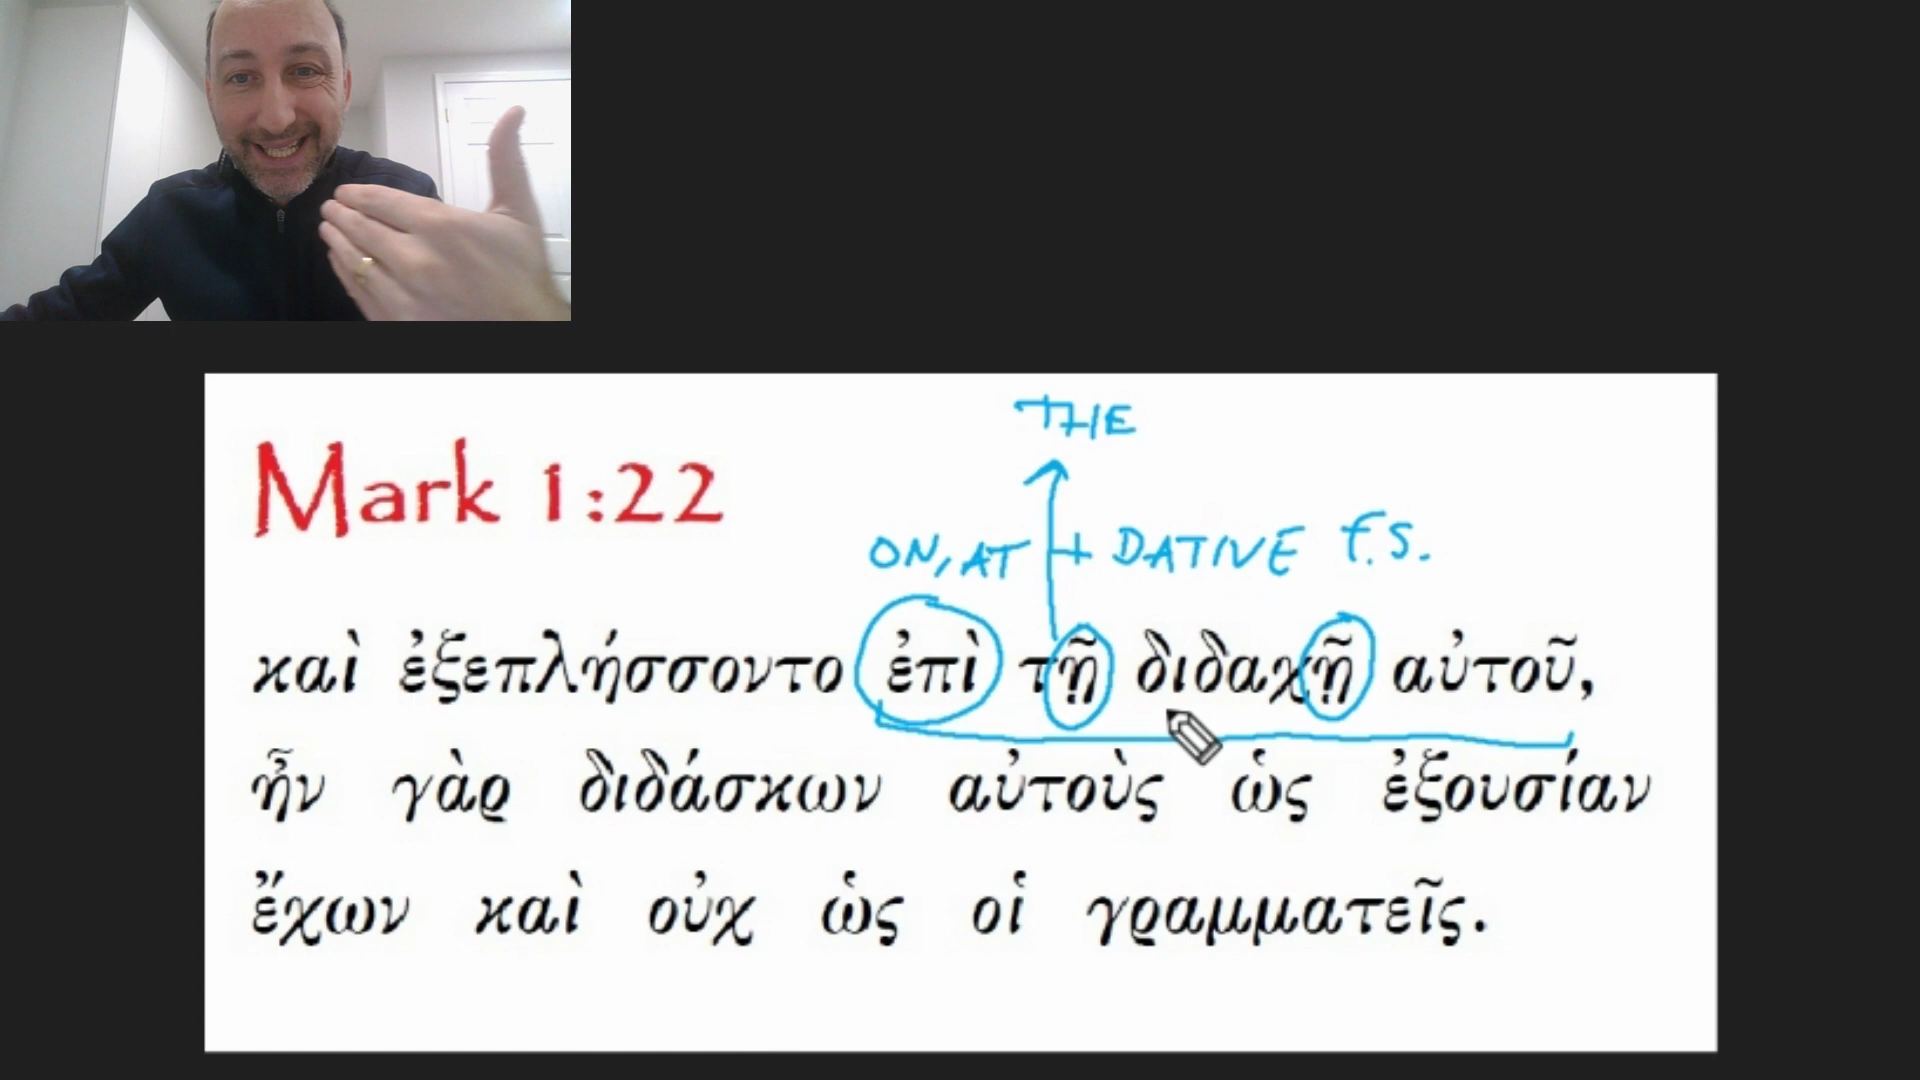 THE
Mark 1:22
ON, AT + DATIVE f.S.
καὶ ἐξεπλήσσοντο ἐπὶ τῇ διδαχῇ αὐτοῦ,
ἦν γὰρ διδάσκων αὐτοὺς ὡς ἐξουσίαν
ἔχων καὶ οὐχ ὡς οἱ γραμματεῖς.